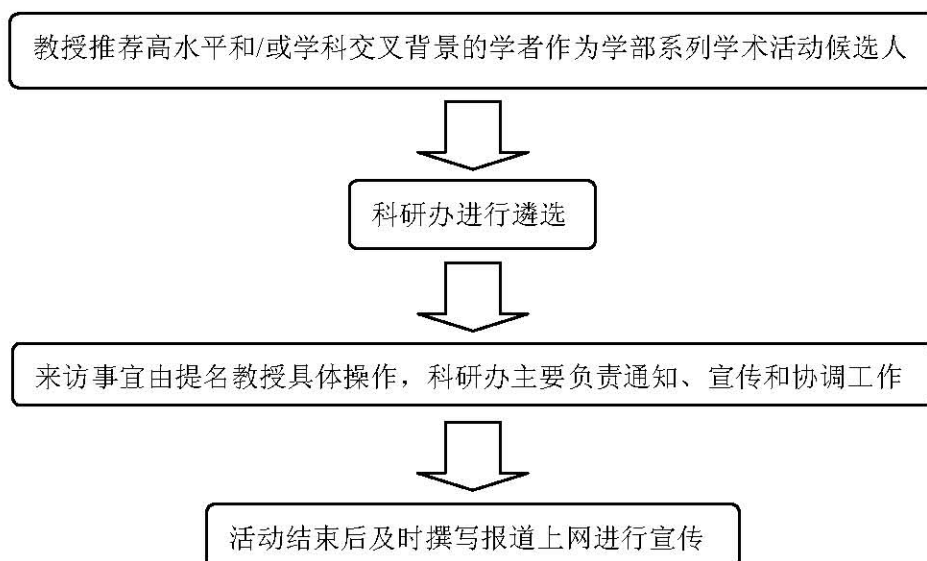 教授推荐高水平和/或学科交叉背景的学者作为学部系列学术活动候选人
科研办进行遴选
来访事宜由提名教授具体操作，科研办主要负责通知、宣传和协调工作
活动结束后及时撰写报道上网进行宣传